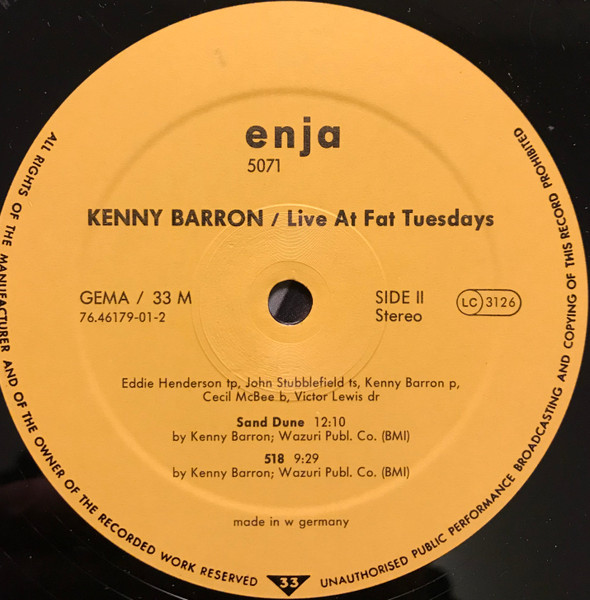 enja
5071
KENNY BARRON / Live At Fat Tuesdays
GEMA / 33 M
76.46179-01-2
SIDE II
Stereo
LC 3126
Eddie Henderson tp, John Stubblefield ts, Kenny Barron p,
Cecil McBee b, Victor Lewis dr
Sand Dune 12:10
by Kenny Barron; Wazuri Publ. Co. (BMI)
518 9:29
by Kenny Barron; Wazuri Publ. Co. (BMI)
made in w germany
ALL RIGHTS OF THE MANUFACTURER AND OF THE OWNER OF THE RECORDED WORK RESERVED
33
UNAUTHORISED PUBLIC PERFORMANCE BROADCASTING AND COPYING OF THIS RECORD PROHIBITED